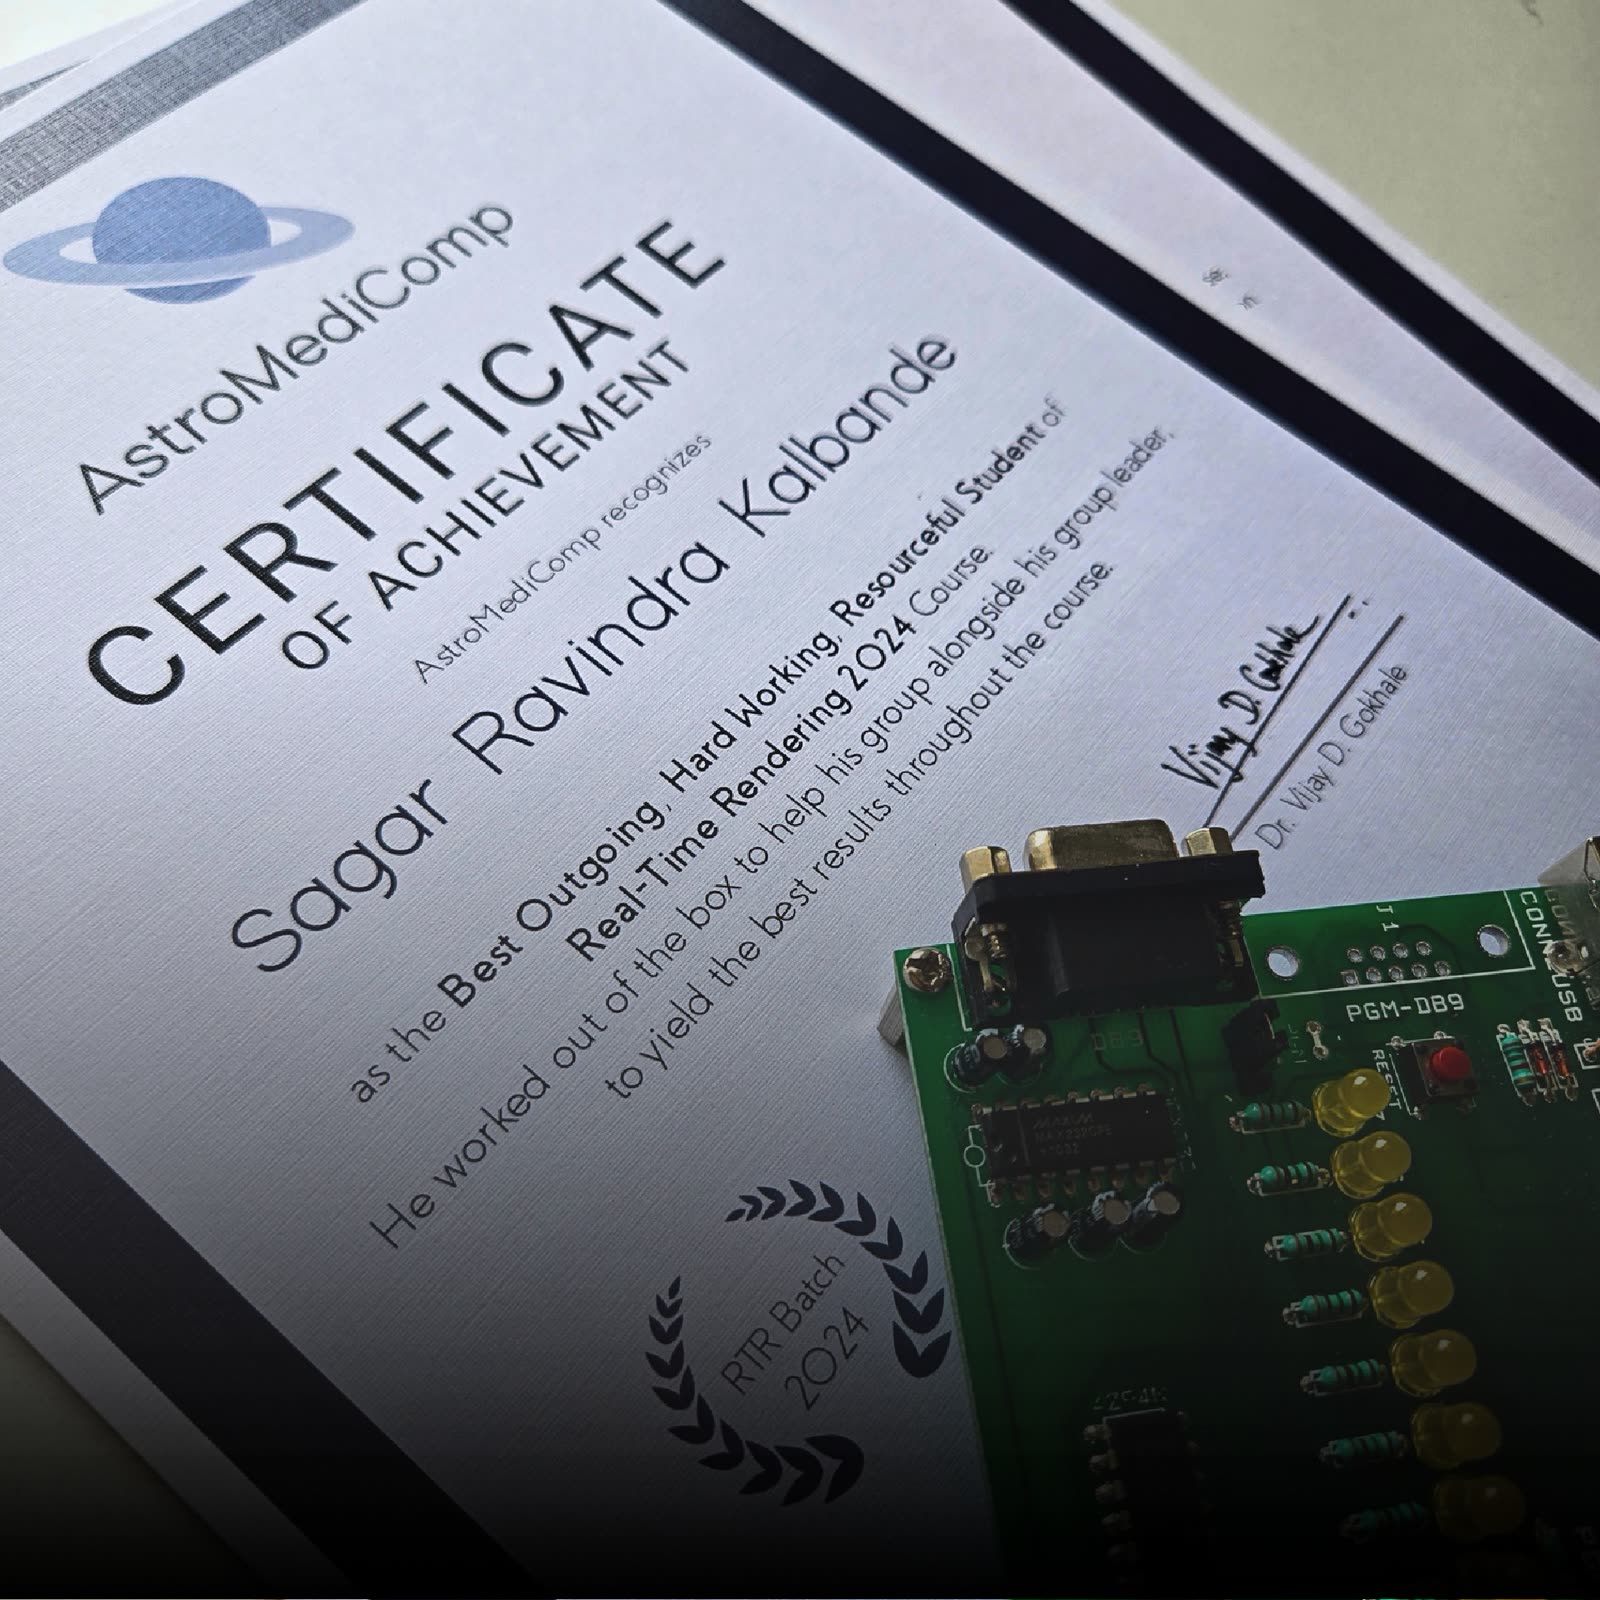 AstroMediComp
CERTIFICATE
OF ACHIEVEMENT
AstroMediComp recognizes
Sagar Ravindra Kalbande
as the Best Outgoing, Hard Working, Resourceful Student of
Real-Time Rendering 2024 Course.
He worked out of the box to help his group alongside his group leader,
to yield the best results throughout the course.
Vijay D. Gokhale
Dr. Vijay D. Gokhale
RTR Batch
2024
J1
PGM-DB9
DB9
RESET
CONN USB
MAXIM